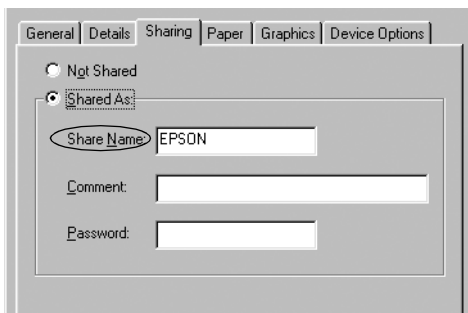 General Details Sharing Paper Graphics Device Options
Not Shared
Shared As:
Share Name: EPSON
Comment:
Password: